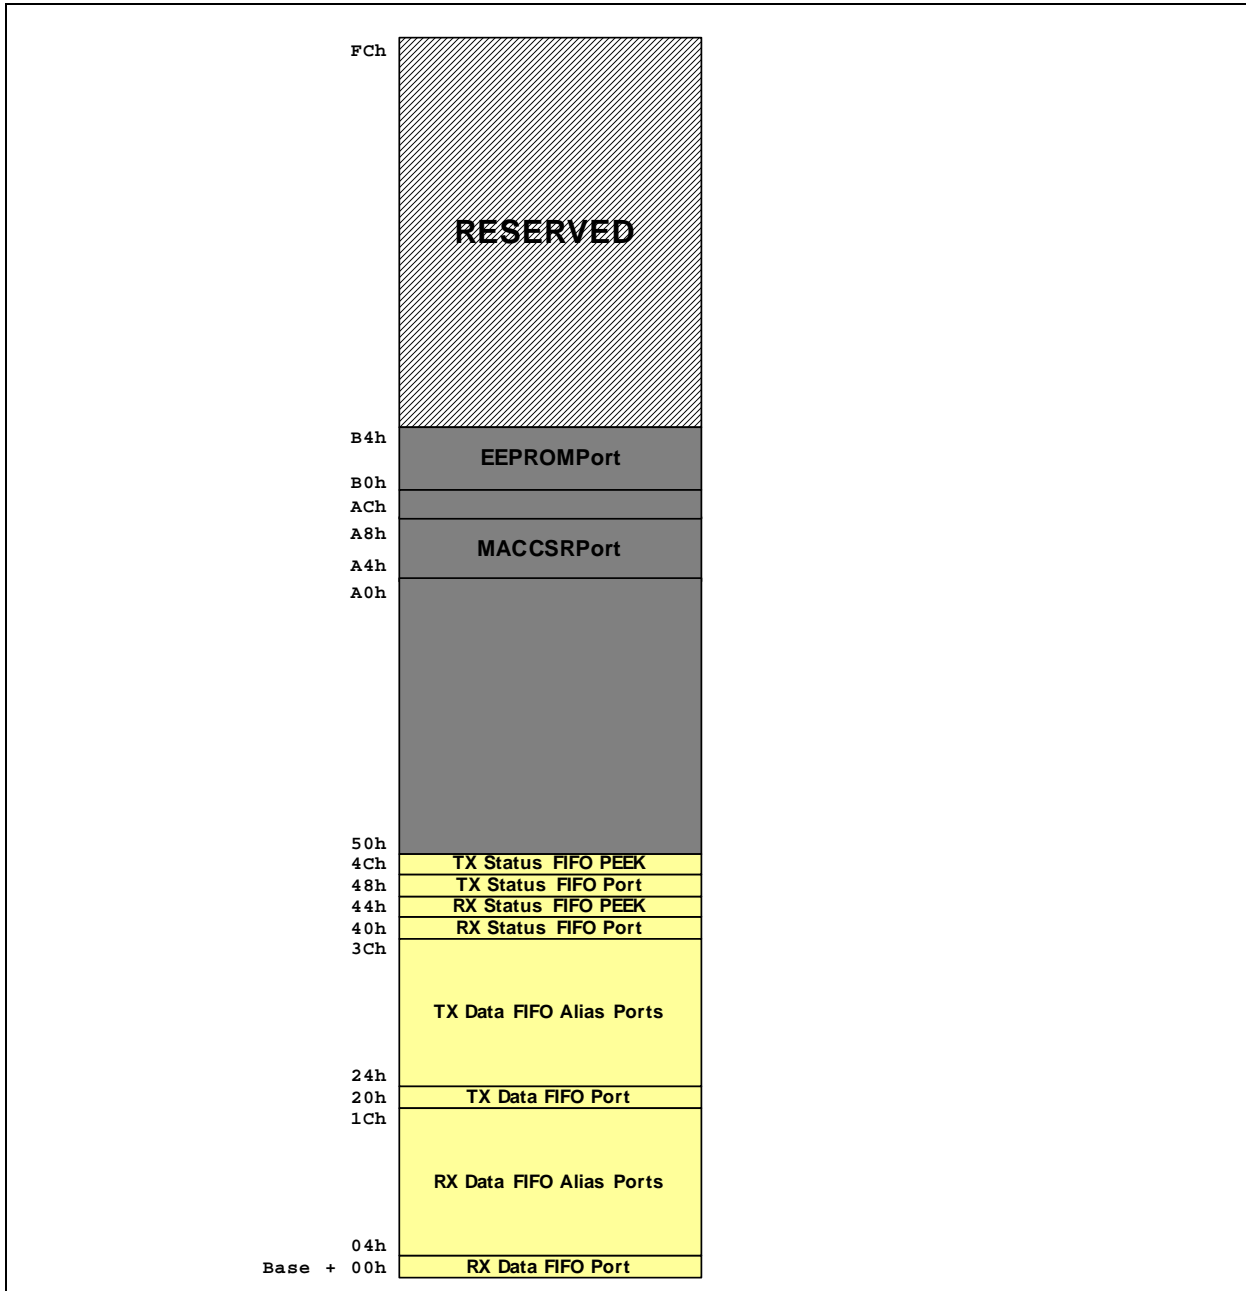 FCh
RESERVED
B4h
EEPROMPort
B0h
ACh
A8h
MACCSRPort
A4h
A0h
50h
4Ch TX Status FIFO PEEK
48h TX Status FIFO Port
44h RX Status FIFO PEEK
40h RX Status FIFO Port
3Ch
TX Data FIFO Alias Ports
24h
20h TX Data FIFO Port
1Ch
RX Data FIFO Alias Ports
04h
Base + 00h RX Data FIFO Port